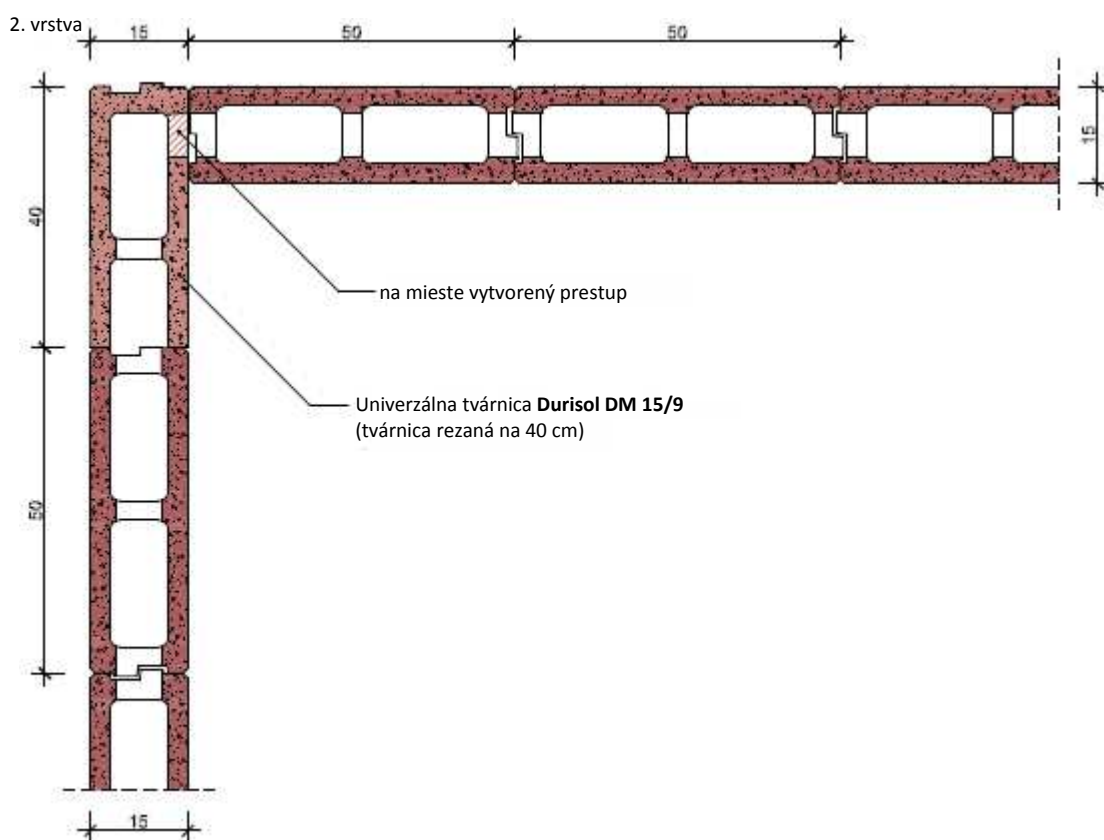 2. vrstva
15
50
50
15
40
na mieste vytvorený prestup
Univerzálna tvárnica Durisol DM 15/9
(tvárnica rezaná na 40 cm)
50
15